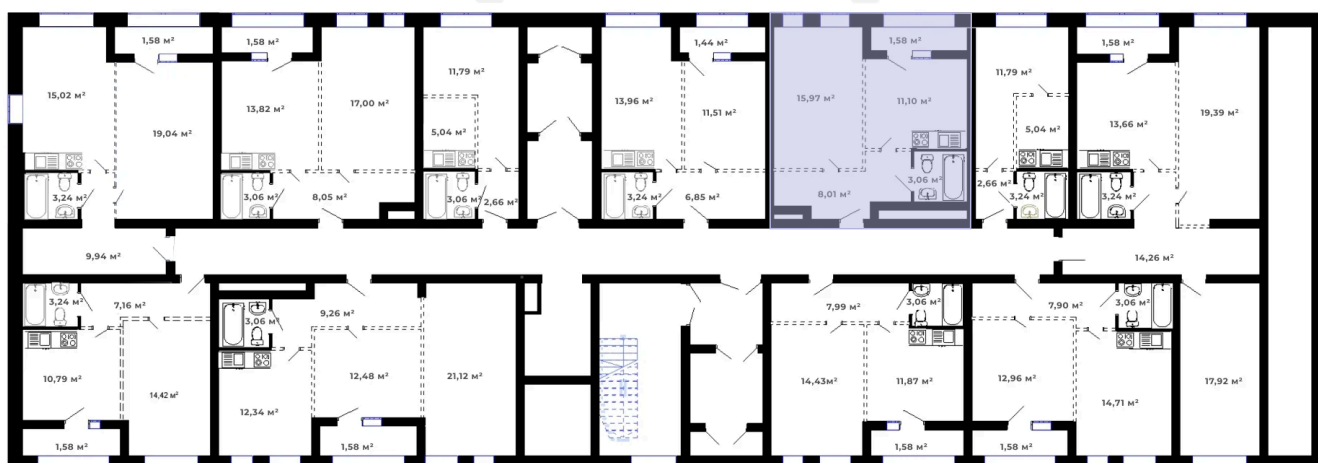 1,58 м²
1,58 м²
1,44 м²
1,58 м²
1,58 м²
15,02 м²
19,04 м²
13,82 м²
17,00 м²
11,79 м²
5,04 м²
13,96 м²
11,51 м²
15,97 м²
11,10 м²
11,79 м²
5,04 м²
13,66 м²
19,39 м²
3,24 м²
3,06 м²
8,05 м²
3,06 м²
2,66 м²
3,24 м²
6,85 м²
8,01 м²
3,06 м²
2,66 м²
3,24 м²
3,24 м²
9,94 м²
14,26 м²
3,24 м²
7,16 м²
3,06 м²
9,26 м²
7,99 м²
3,06 м²
7,90 м²
3,06 м²
10,79 м²
14,42 м²
12,34 м²
12,48 м²
21,12 м²
14,43м²
11,87 м²
12,96 м²
14,71 м²
17,92 м²
1,58 м²
1,58 м²
1,58 м²
1,58 м²